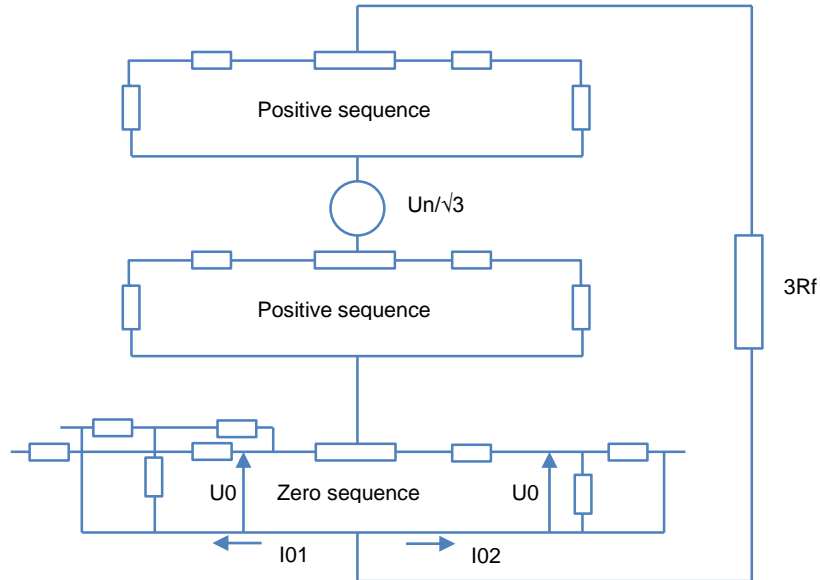 Positive sequence
Un/√3
Positive sequence
3Rf
U0
Zero sequence
U0
I01
I02